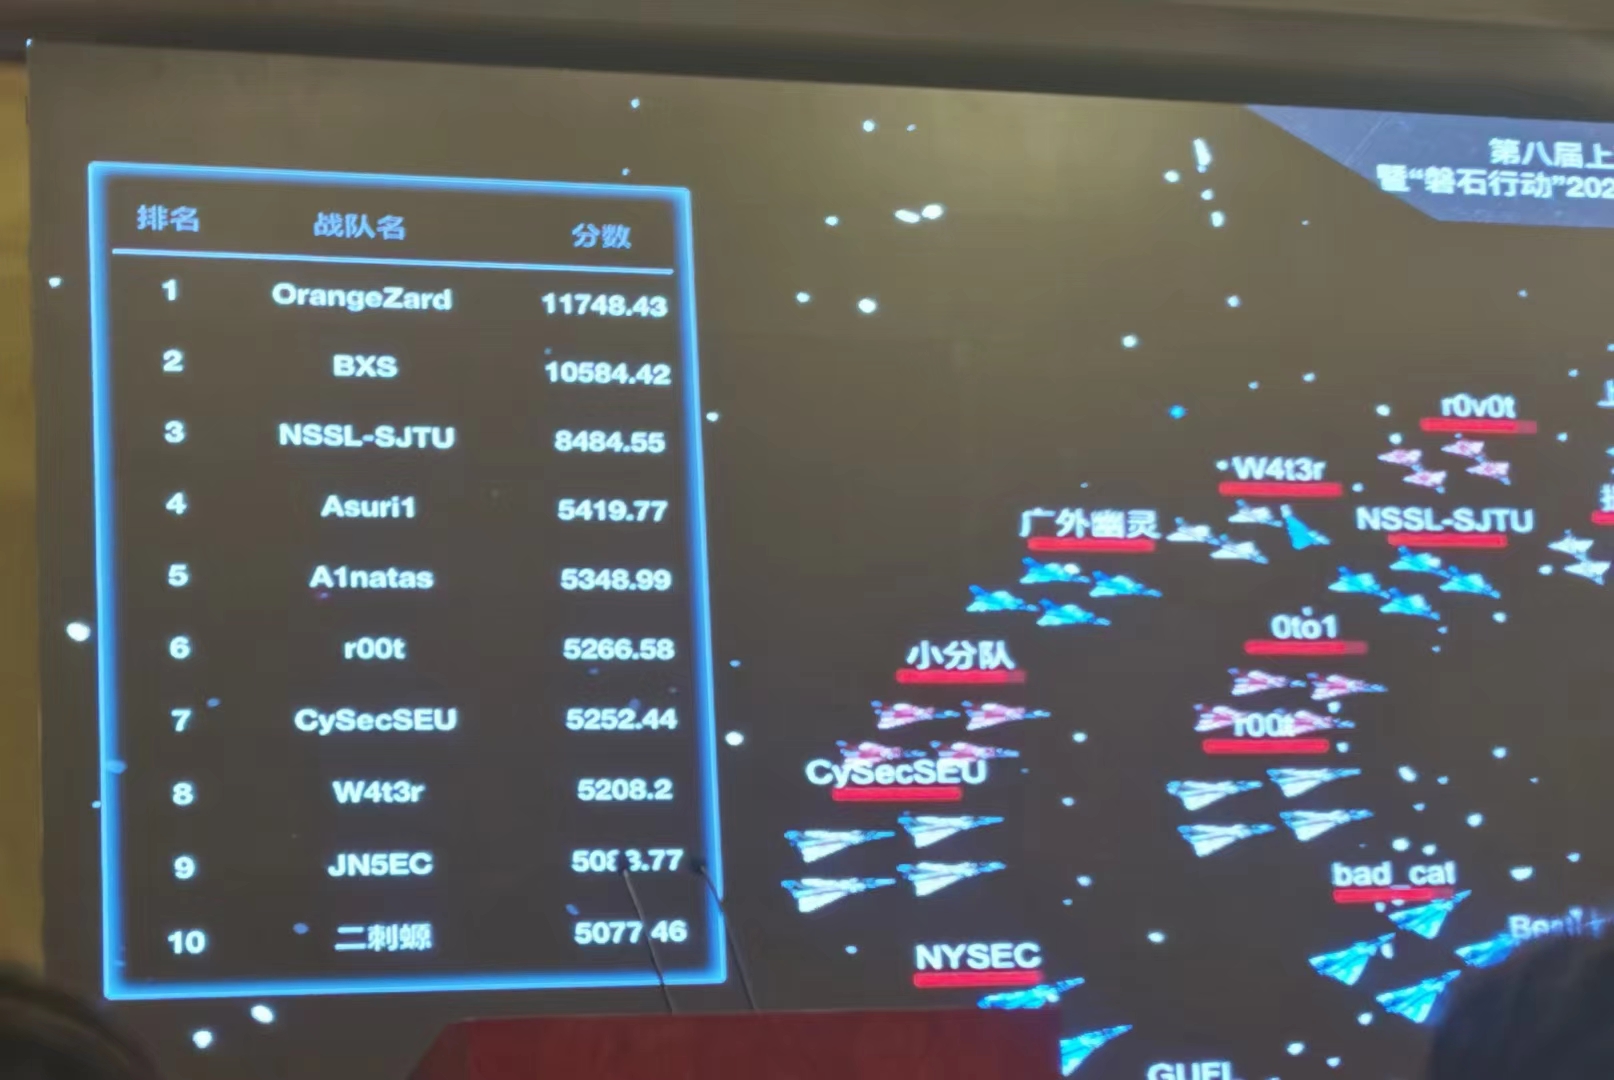 第八届上
暨“磐石行动”202
排名 战队名 分数
1 OrangeZard 11748.43
2 BXS 10584.42
3 NSSL-SJTU 8484.55
4 Asuri1 5419.77
5 A1natas 5348.99
6 r00t 5266.58
7 CySecSEU 5252.44
8 W4t3r 5208.2
9 JN5EC
10 二刺螈 5077.46
r0v0t
W4t3r
广外幽灵
NSSL-SJTU
0to1
小分队
r00t
CySecSEU
bad_cat
NYSEC